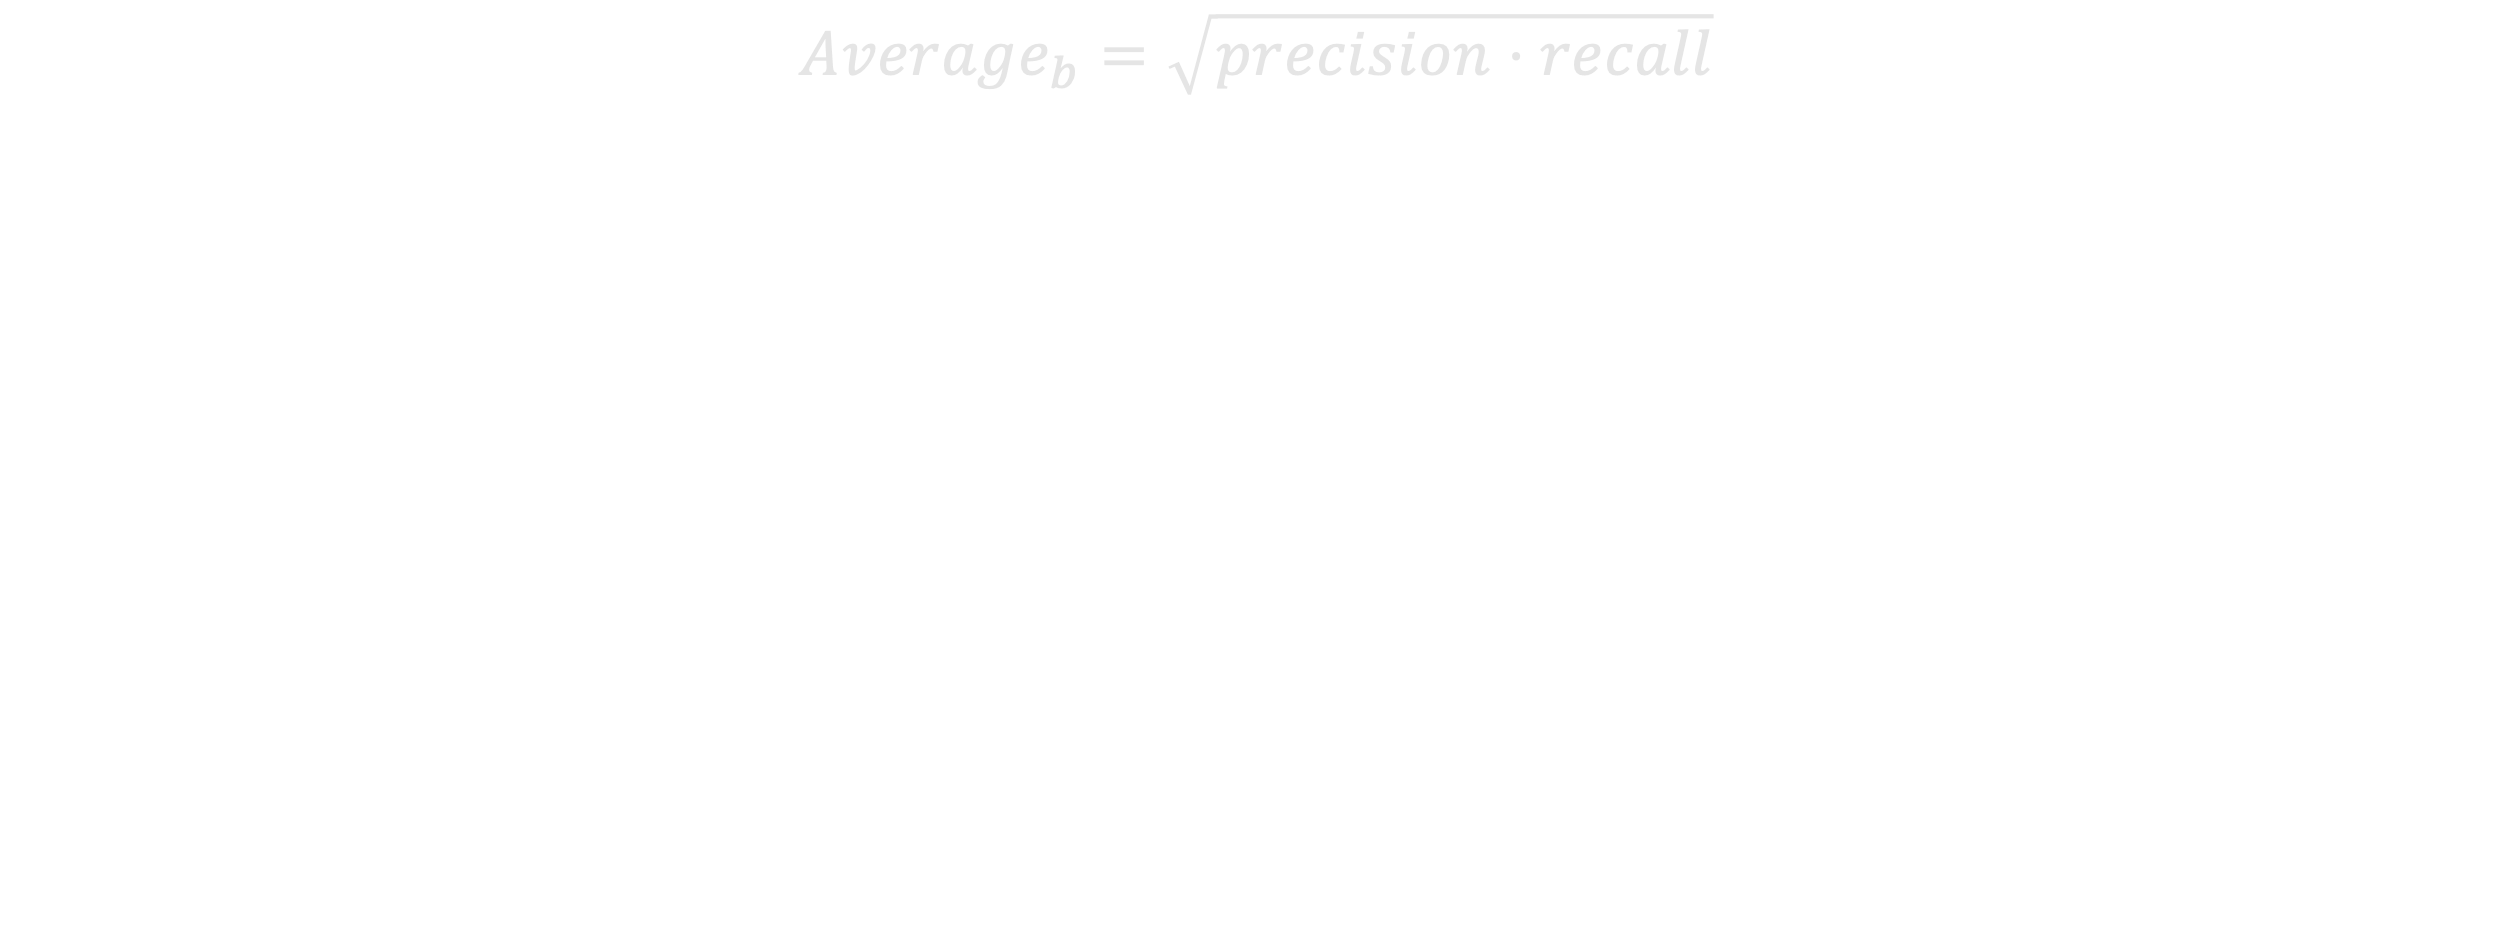 Average_b = √(precision · recall)